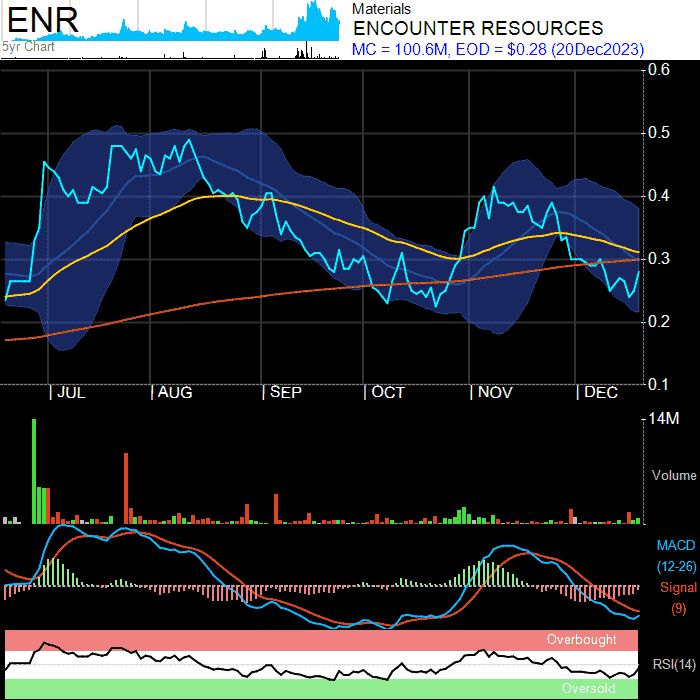 ENR
5yr Chart
Materials
ENCOUNTER RESOURCES
MC = 100.6M, EOD = $0.28 (20Dec2023)
0.6
0.5
0.4
0.3
0.2
0.1
| JUL | AUG | SEP | OCT | NOV | DEC
14M
Volume
MACD
(12-26)
Signal
(9)
Overbought
RSI(14)
Oversold